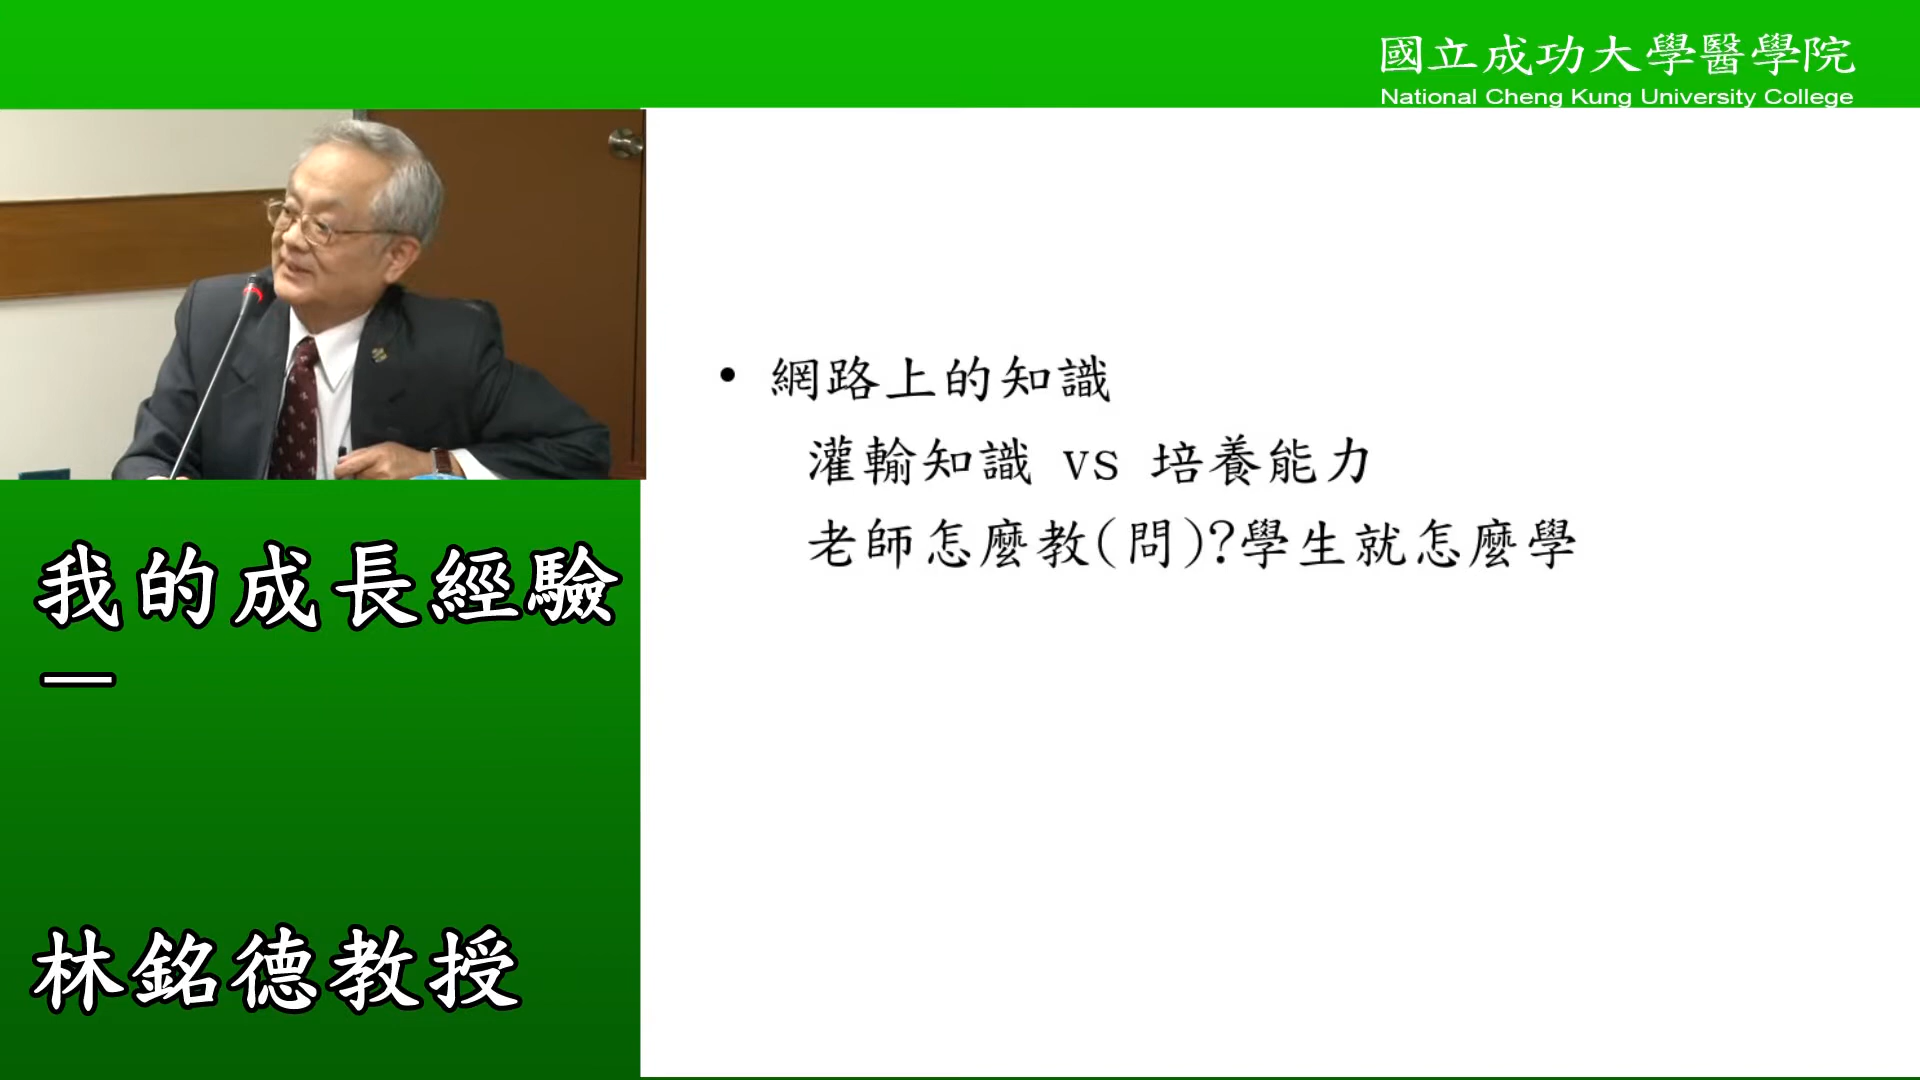 國立成功大學醫學院
National Cheng Kung University College
網路上的知識
灌輸知識 vs 培養能力
老師怎麼教(問)?學生就怎麼學
我的成長經驗
一
林銘德教授